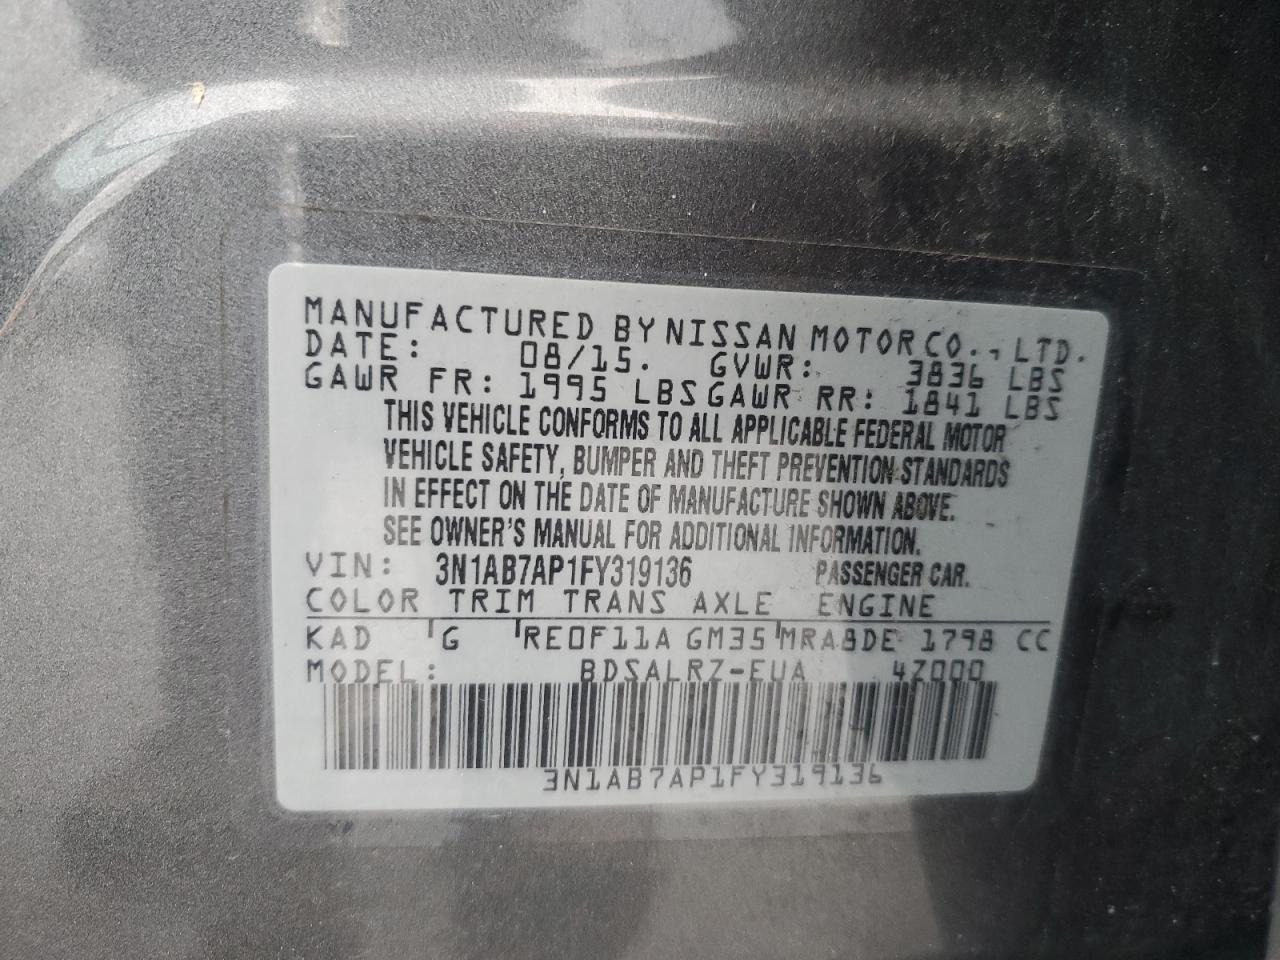 MANUFACTURED BY NISSAN MOTOR CO., LTD.
DATE: 08/15. GVWR: 3836 LBS
GAWR FR: 1995 LBS GAWR RR: 1841 LBS
THIS VEHICLE CONFORMS TO ALL APPLICABLE FEDERAL MOTOR
VEHICLE SAFETY, BUMPER AND THEFT PREVENTION STANDARDS
IN EFFECT ON THE DATE OF MANUFACTURE SHOWN ABOVE.
SEE OWNER'S MANUAL FOR ADDITIONAL INFORMATION.
VIN: 3N1AB7AP1FY319136 PASSENGER CAR.
COLOR TRIM TRANS AXLE ENGINE
KAD G RE0F11A GM35 MRA8DE 1798 CC
MODEL: BDSALRZ-EUA 4Z000
3N1AB7AP1FY319136